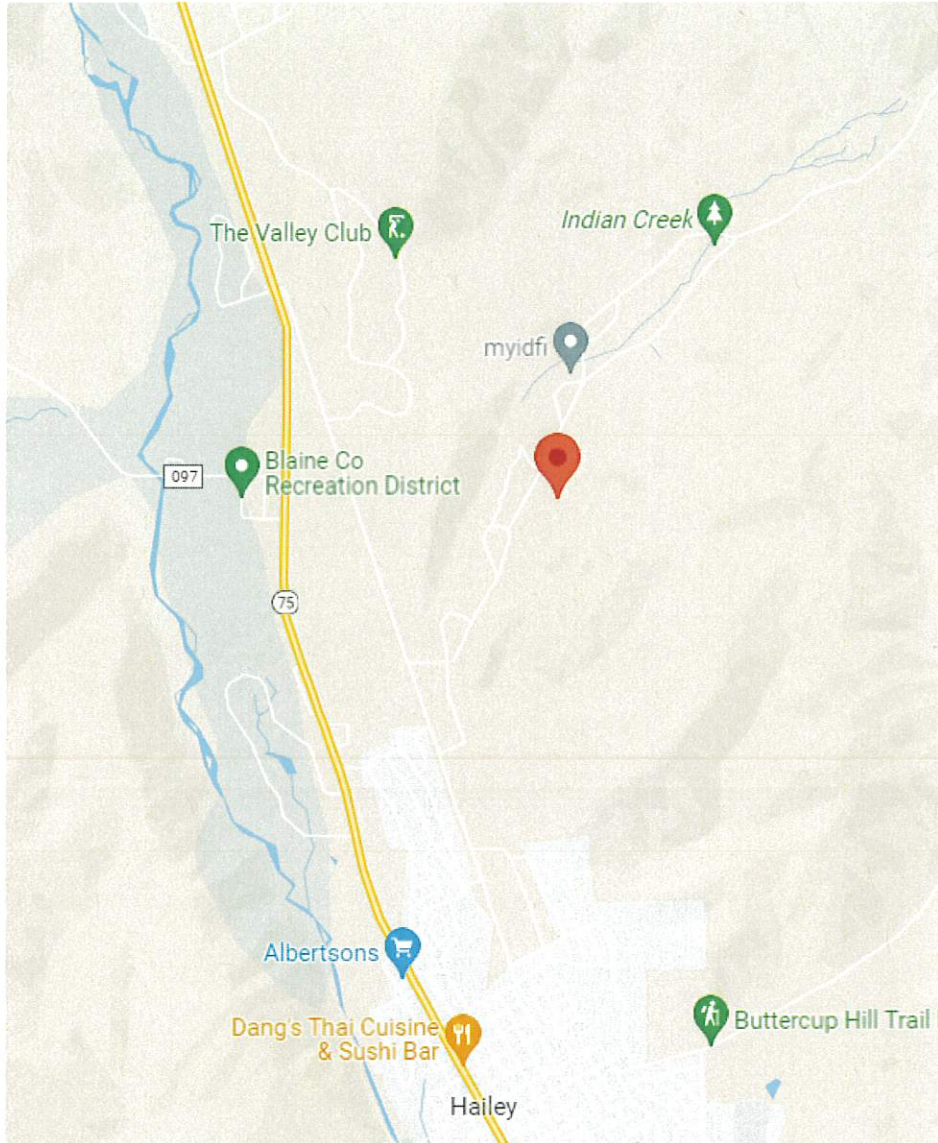 The Valley Club
Indian Creek
myidfi
Blaine Co
Recreation District
097
75
Albertsons
Dang's Thai Cuisine
& Sushi Bar
Buttercup Hill Trail
Hailey